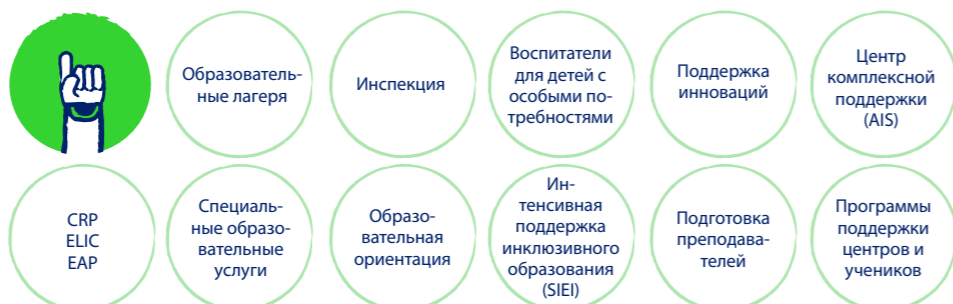 Образователь-
ные лагеря
Инспекция
Воспитатели
для детей с
особыми по-
требностями
Поддержка
инноваций
Центр
комплексной
поддержки
(AIS)
CRP
ELIC
EAP
Специаль-
ные образо-
вательные
услуги
Образо-
вательная
ориентация
Ин-
тенсивная
поддержка
инклюзивного
образования
(SIEI)
Подготовка
преподава-
телей
Программы
поддержки
центров и
учеников